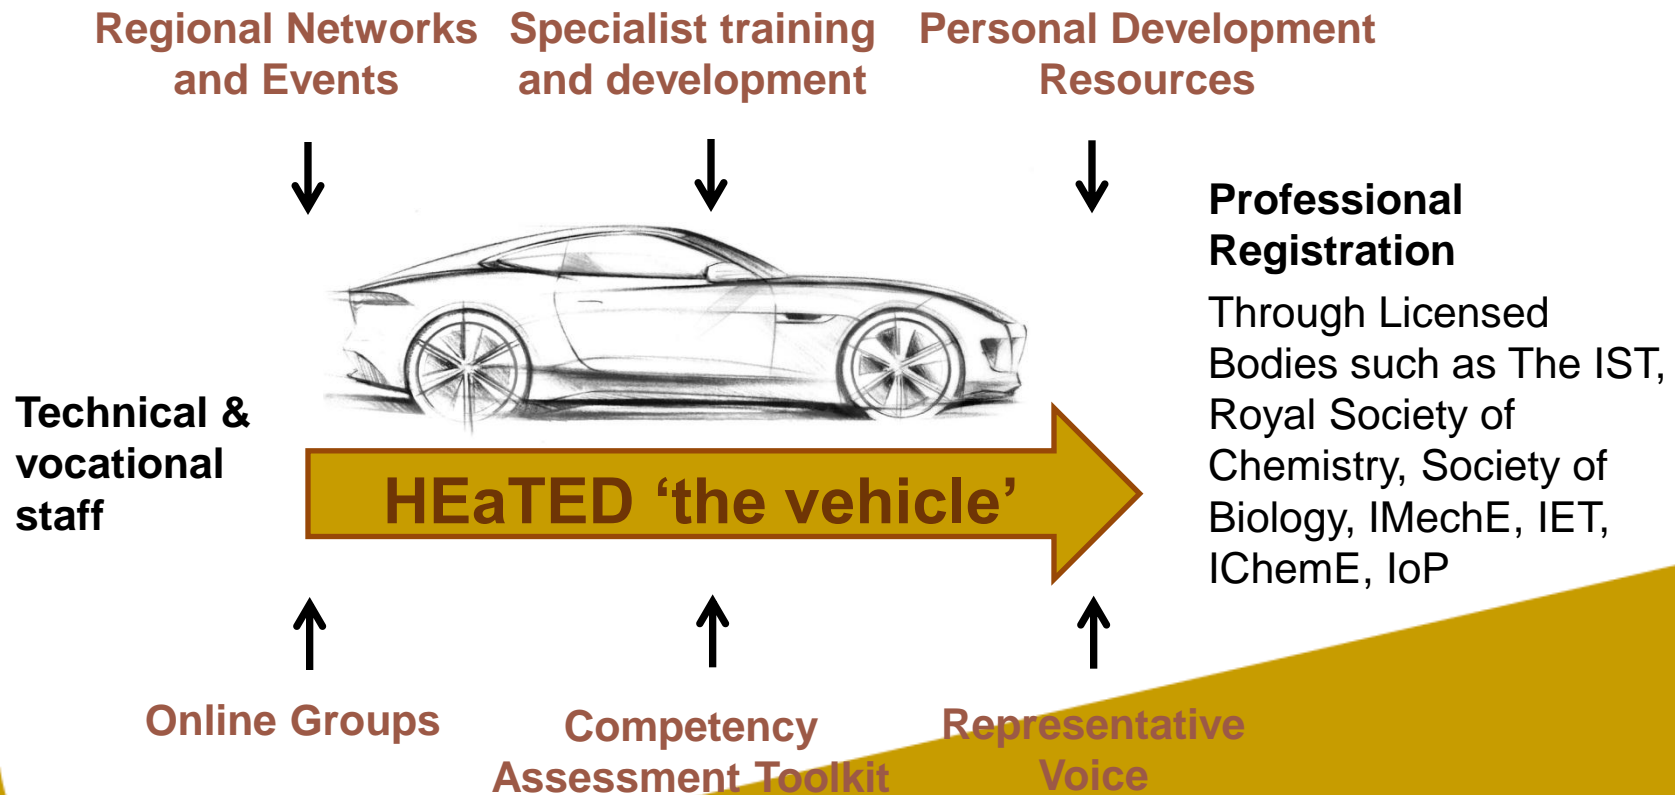 Regional Networks
and Events
Specialist training
and development
Personal Development
Resources
Technical &
vocational
staff
HEaTED ‘the vehicle’
Professional
Registration
Through Licensed
Bodies such as The IST,
Royal Society of
Chemistry, Society of
Biology, IMechE, IET,
IChemE, IoP
Online Groups
Competency
Assessment Toolkit
Representative
Voice